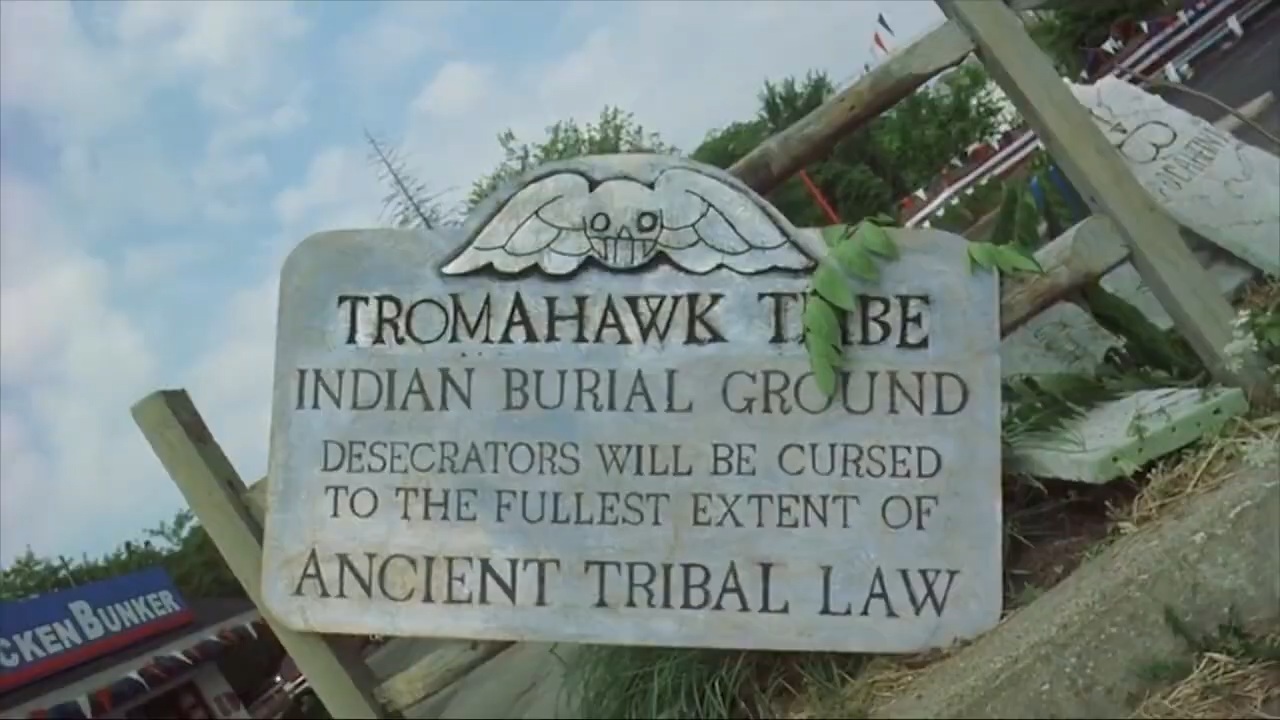 TROMAHAWK TRIBE
INDIAN BURIAL GROUND
DESECRATORS WILL BE CURSED
TO THE FULLEST EXTENT OF
ANCIENT TRIBAL LAW
CKEN BUNKER